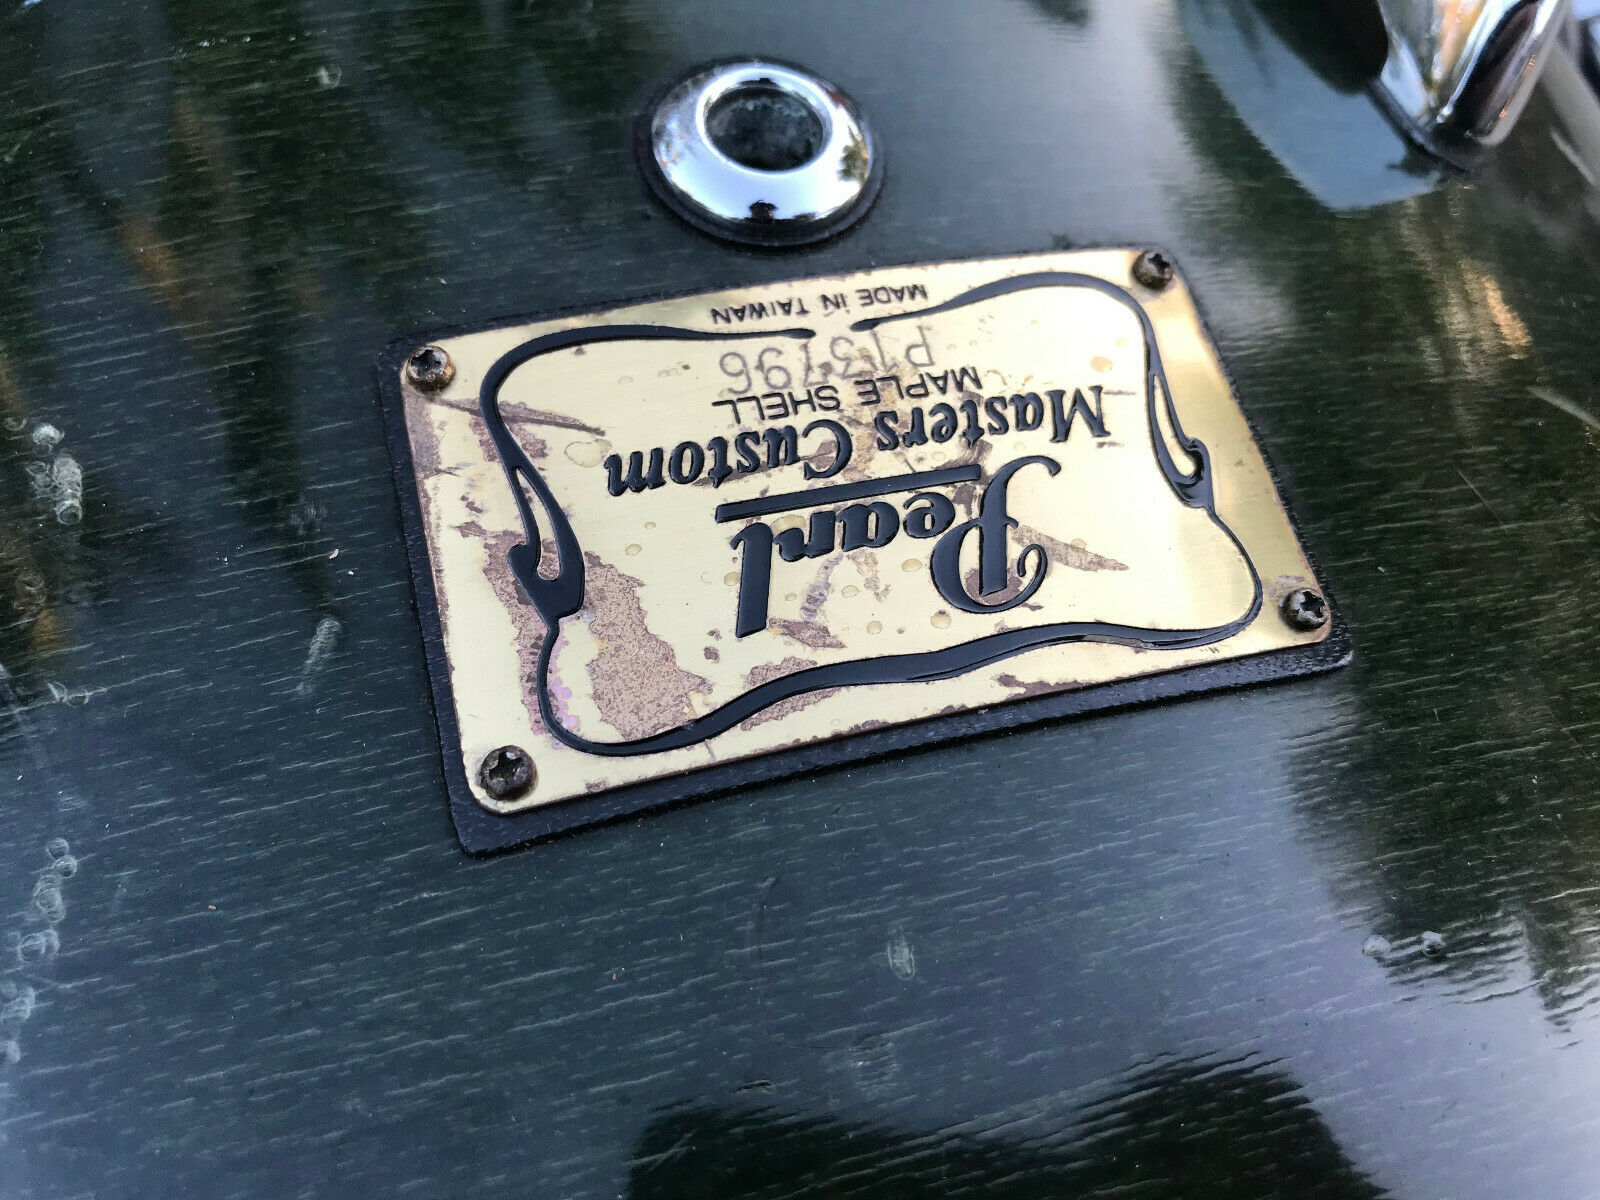 Pearl
Masters Custom
MAPLE SHELL
P13796
MADE IN TAIWAN